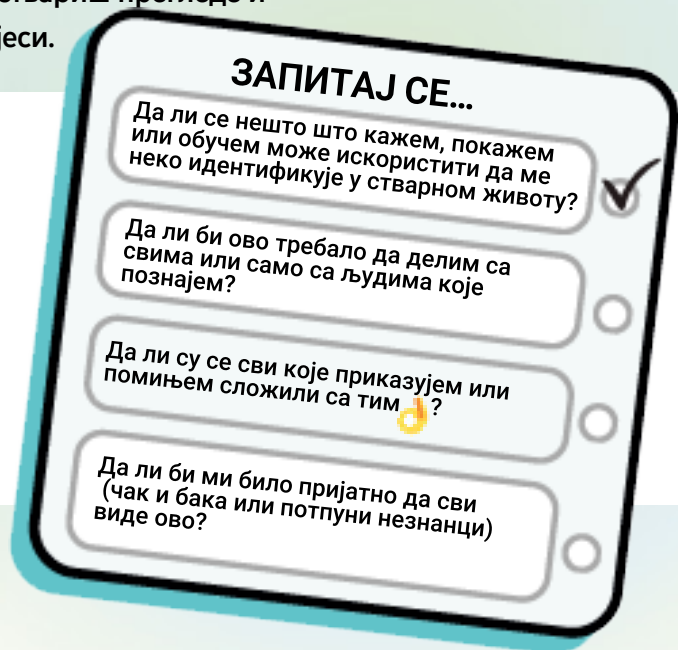 јеси.
ЗАПИТАЈ СЕ...
Да ли се нешто што кажем, покажем
или обучем може искористити да ме
неко идентификује у стварном животу?
Да ли би ово требало да делим са
свима или само са људима које
познајем?
Да ли су се сви које приказујем или
помињем сложили са тим👌?
Да ли би ми било пријатно да сви
(чак и бака или потпуни незнанци)
виде ово?